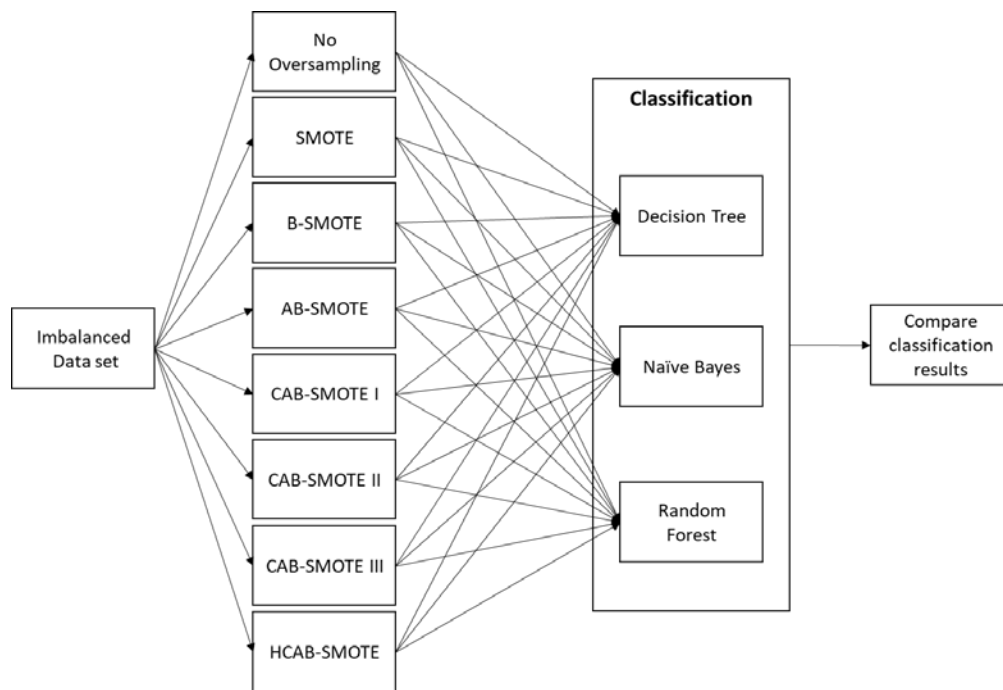 Imbalanced
Data set
No
Oversampling
SMOTE
B-SMOTE
AB-SMOTE
CAB-SMOTE I
CAB-SMOTE II
CAB-SMOTE III
HCAB-SMOTE
Classification
Decision Tree
Naïve Bayes
Random
Forest
Compare
classification
results